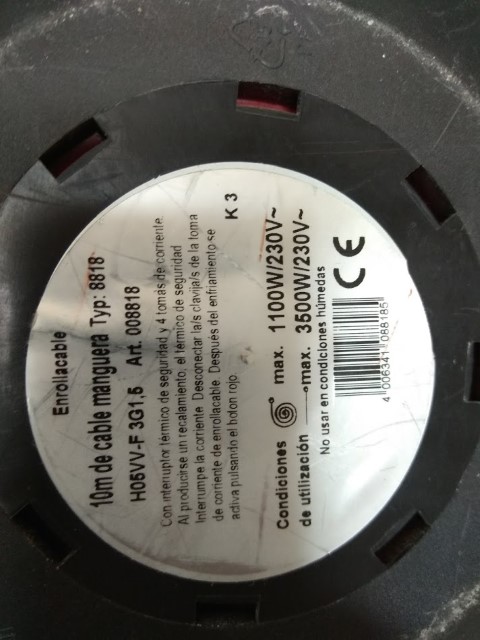 Enrollacable
10m de cable manguera Typ: 8818
H05VV-F 3G1,5 Art. 008818
Con interruptor térmico de seguridad y 4 tomas de corriente.
Al producirse un recalamiento, el térmico de seguridad
interrumpe la corriente. Desconectar la/s clavija/s de la toma
de corriente de enrollacable. Después del enfriamiento se
activa pulsando el botón rojo.
K 3
Condiciones max. 1100W/230V~
de utilización max. 3500W/230V~
No usar en condiciones húmedas
CE
4 006341 088185